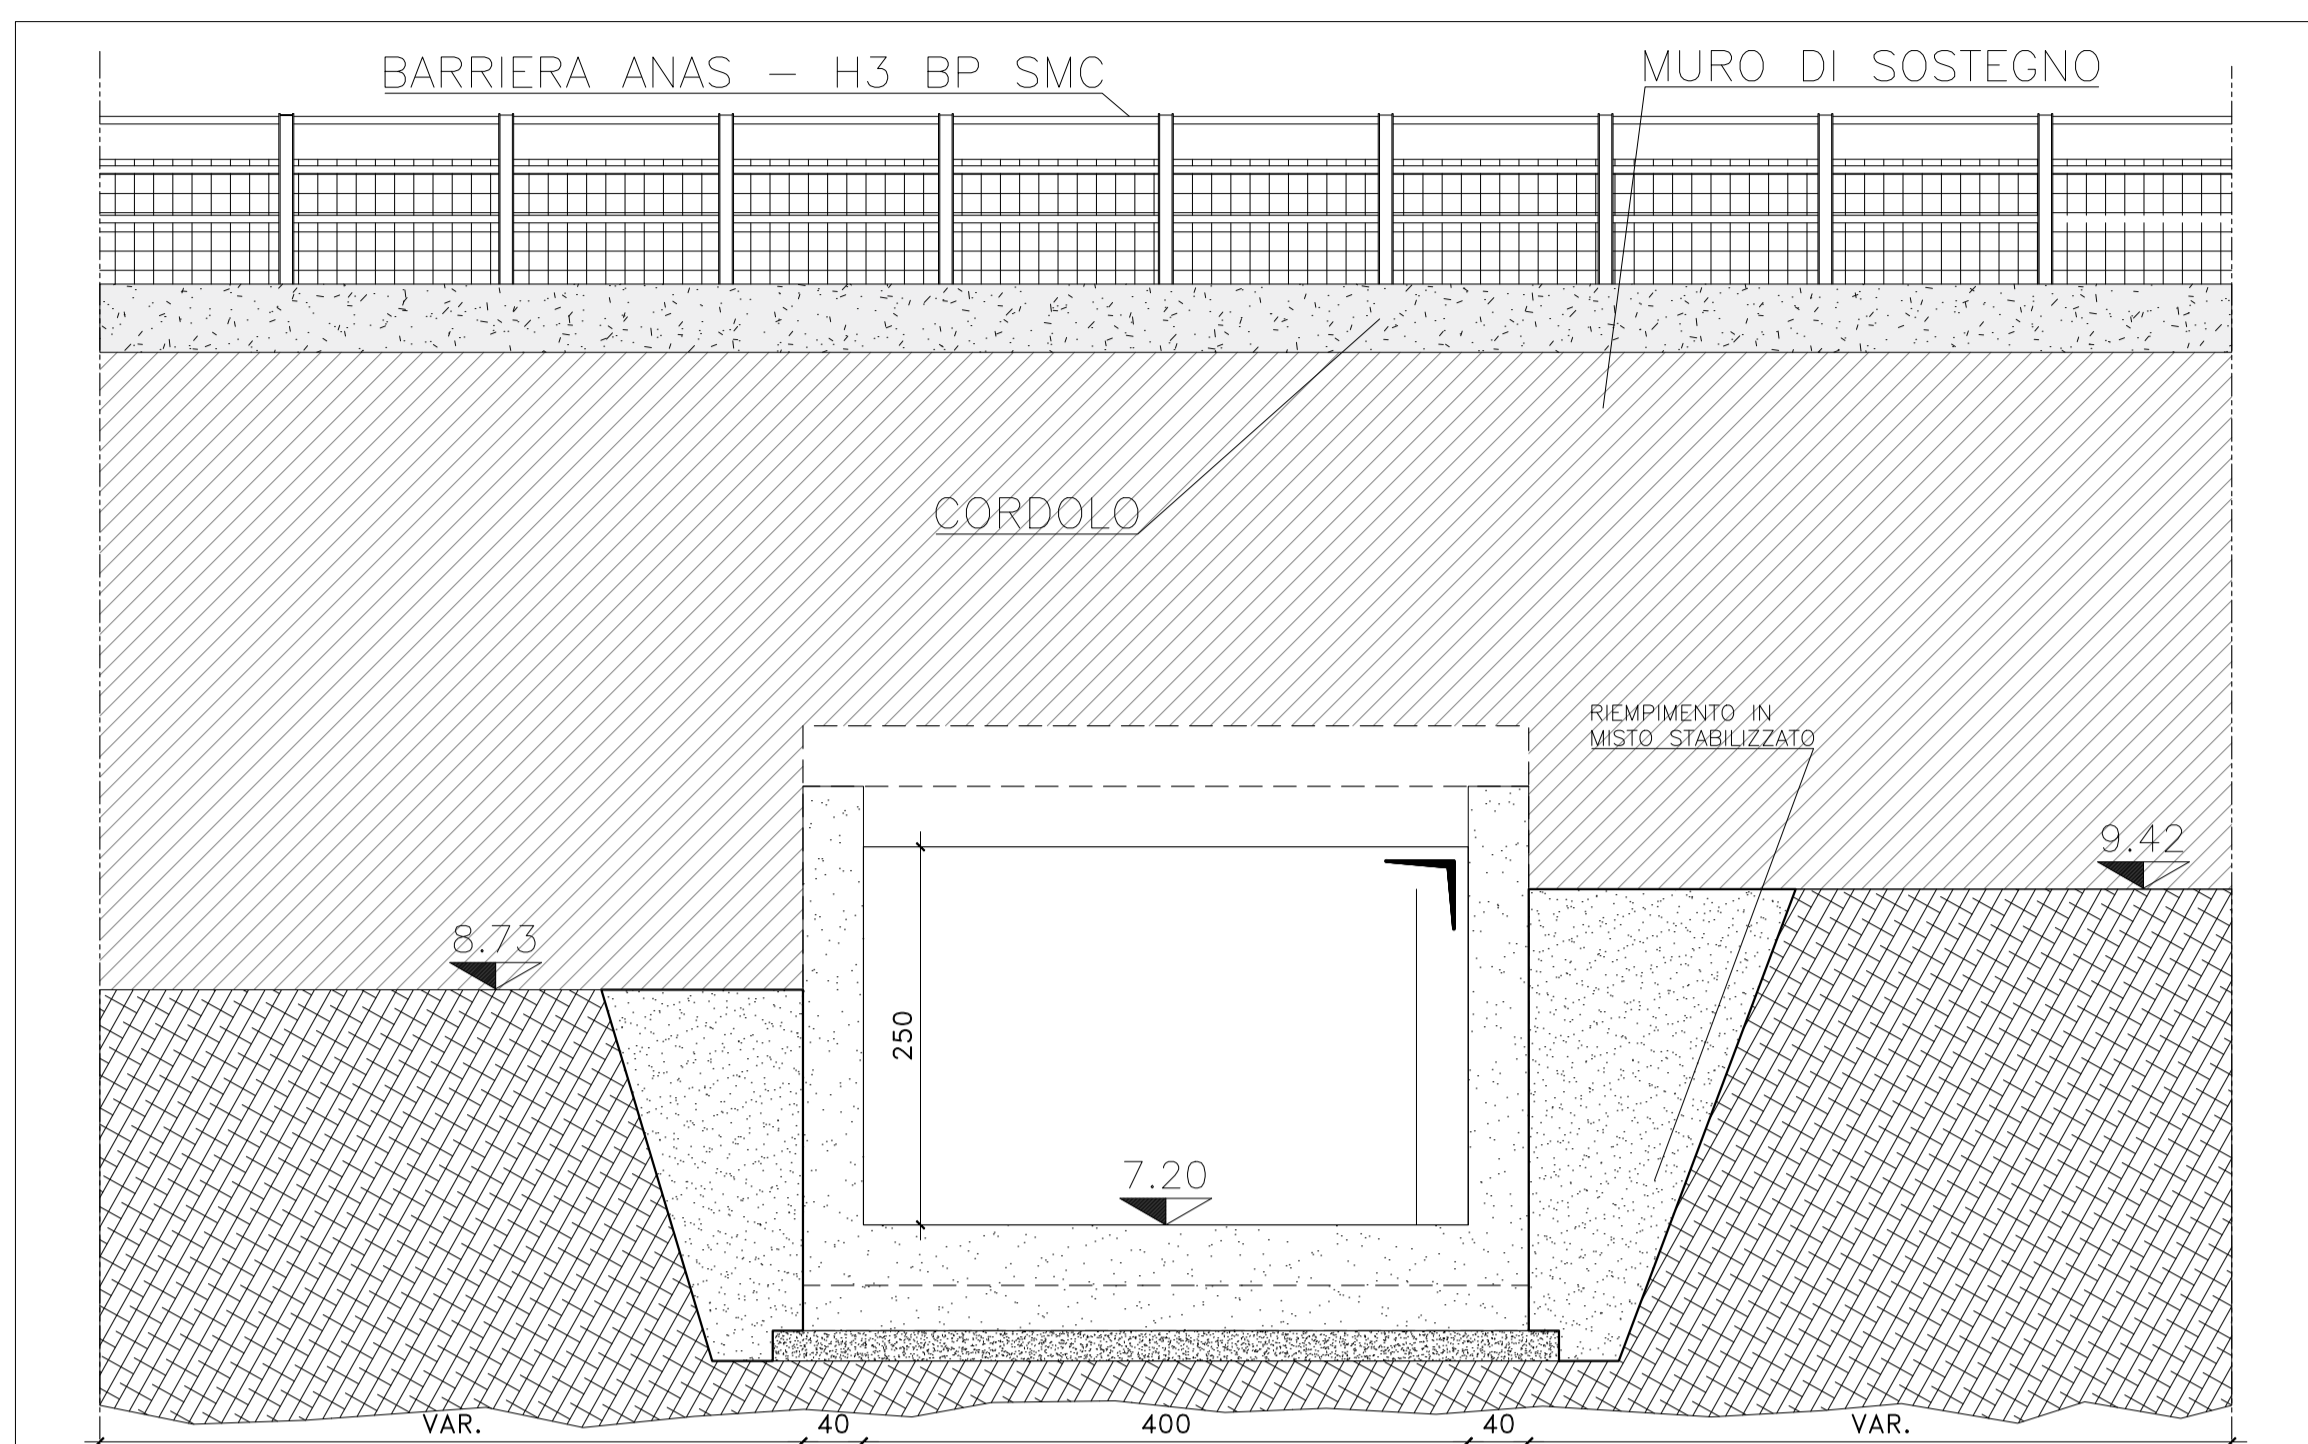 BARRIERA ANAS - H3 BP SMC
MURO DI SOSTEGNO
CORDOLO
RIEMPIMENTO IN
MISTO STABILIZZATO
9.42
8.73
250
7.20
VAR.
40
400
40
VAR.